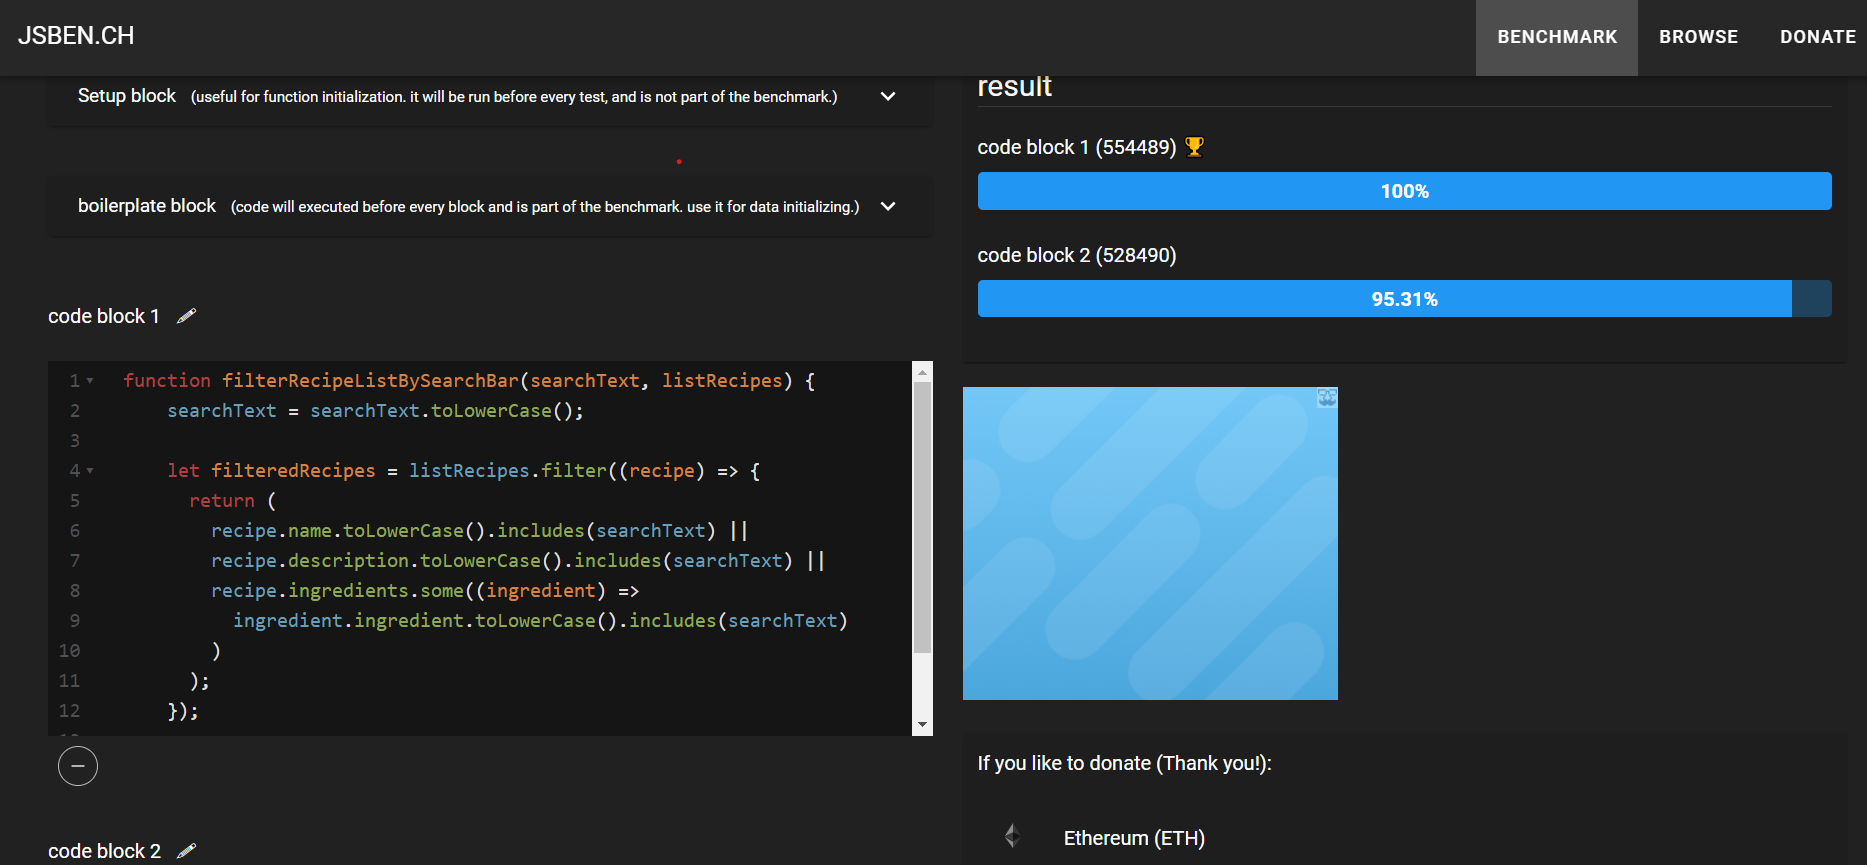 JSBEN.CH
BENCHMARK BROWSE DONATE
Setup block (useful for function initialization. it will be run before every test, and is not part of the benchmark.)
boilerplate block (code will executed before every block and is part of the benchmark. use it for data initializing.)
code block 1
1 function filterRecipeListBySearchBar(searchText, listRecipes) {
2 searchText = searchText.toLowerCase();
3
4 let filteredRecipes = listRecipes.filter((recipe) => {
5 return (
6 recipe.name.toLowerCase().includes(searchText) ||
7 recipe.description.toLowerCase().includes(searchText) ||
8 recipe.ingredients.some((ingredient) =>
9 ingredient.ingredient.toLowerCase().includes(searchText)
10 )
11 );
12 });
code block 2
result
code block 1 (554489) 🏆
100%
code block 2 (528490)
95.31%
If you like to donate (Thank you!):
Ethereum (ETH)